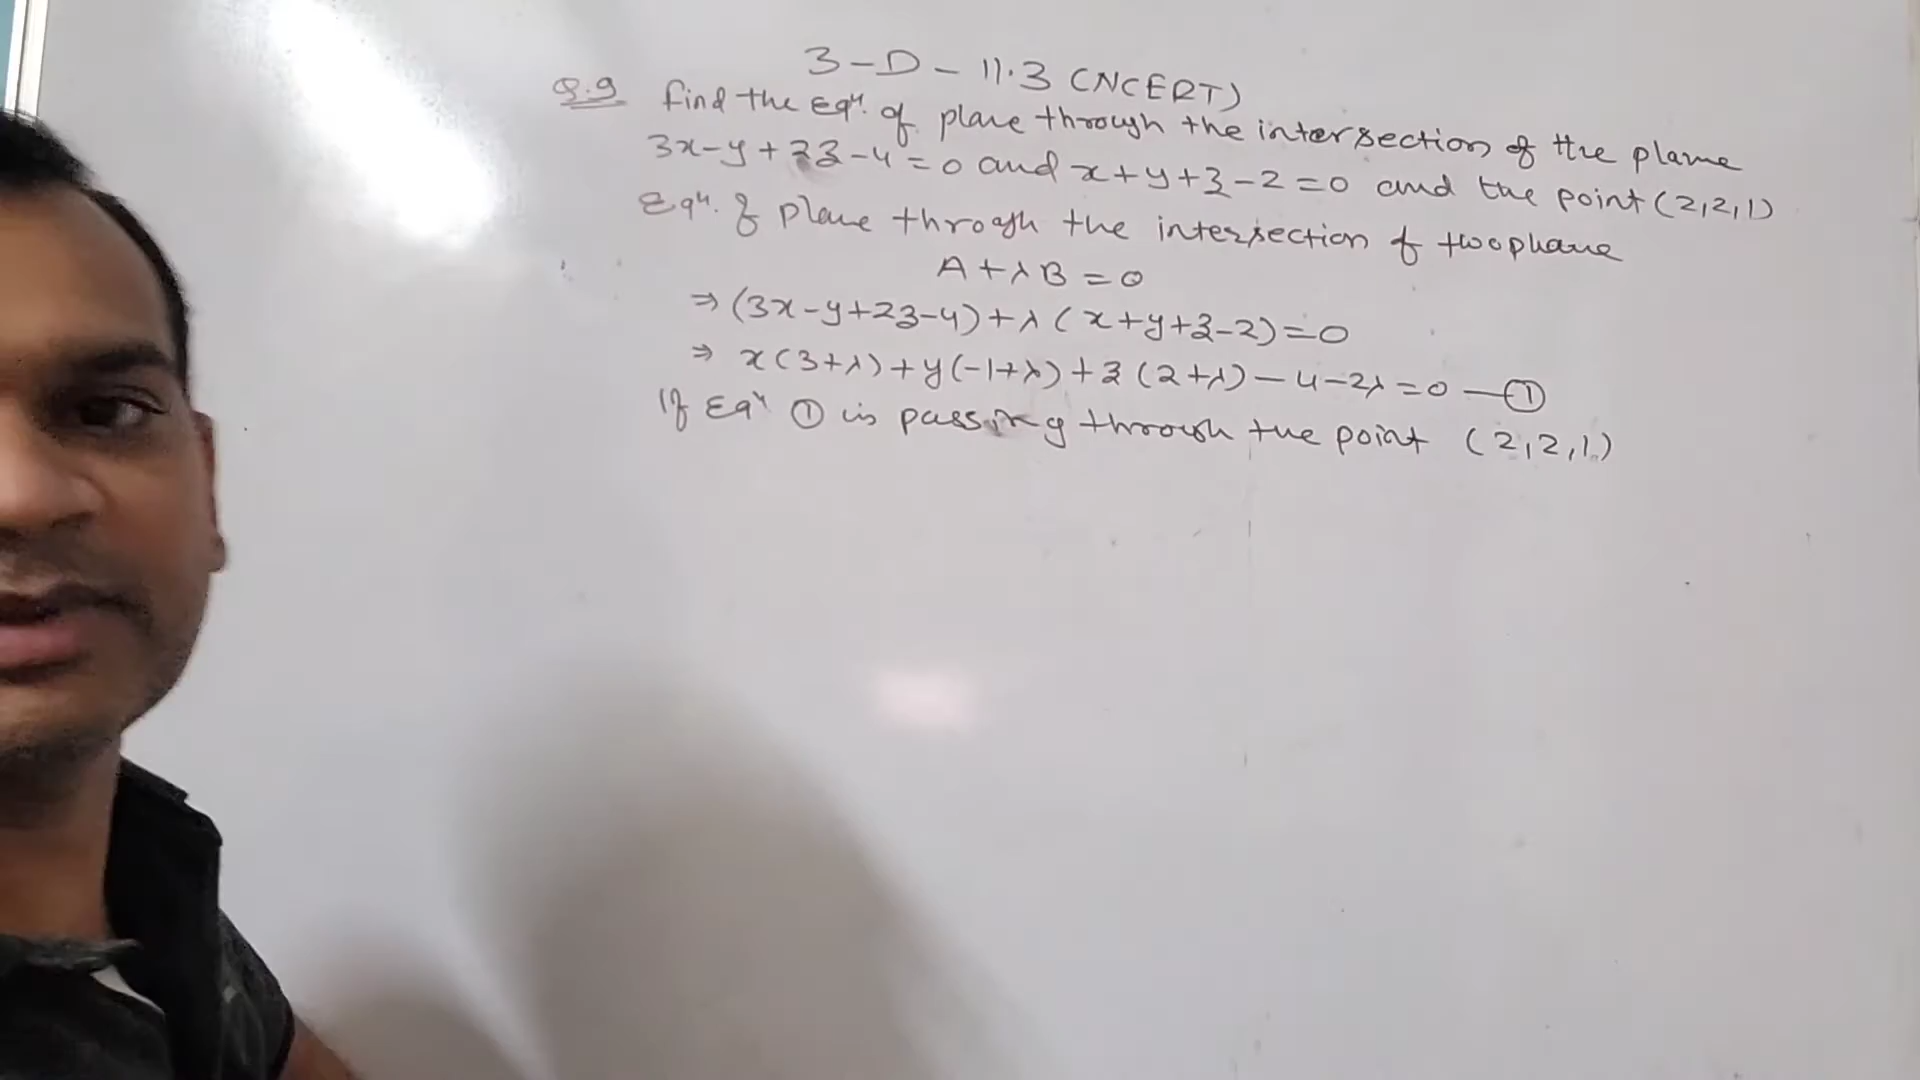 3-D- 11.3 (NCERT)
Q.9 find the Eqn. of plane through the intersection of the plane
3x-y+2z-4=0 and x+y+z-2=0 and the point (2,2,1)
Eqn. of plane throgh the intersection of two plane
A+λB=0
⇒ (3x-y+2z-4)+λ(x+y+z-2)=0
⇒ x(3+λ)+y(-1+λ)+z(2+λ)-4-2λ=0 —①
If Eqn ① is passing through the point (2,2,1)